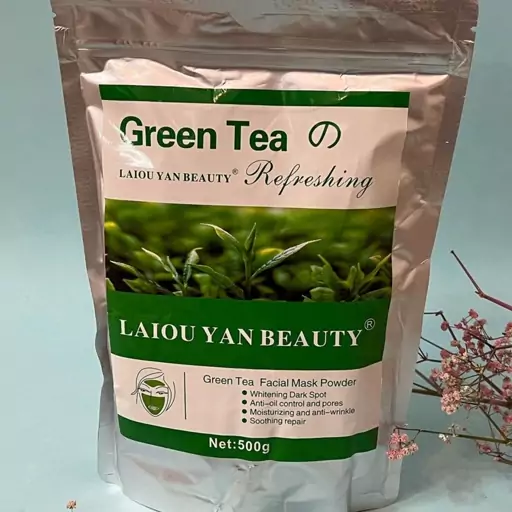 Green Tea の
LAIOU YAN BEAUTY® Refreshing
LAIOU YAN BEAUTY®
Green Tea Facial Mask Powder
● Whitening Dark Spot
● Anti-oil control and pores
● Moisturizing and anti-wrinkle
● Soothing repair
Net:500g